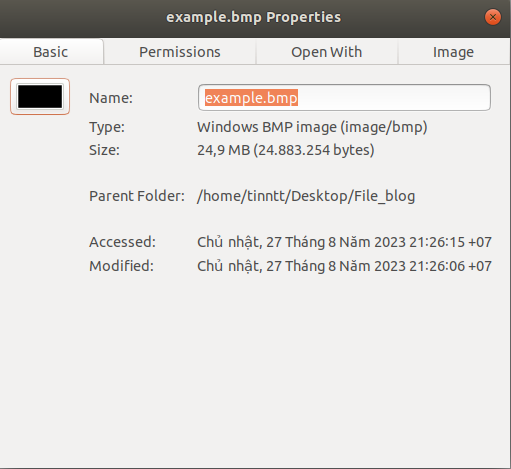 example.bmp Properties
Basic Permissions Open With Image
Name: example.bmp
Type: Windows BMP image (image/bmp)
Size: 24,9 MB (24.883.254 bytes)
Parent Folder: /home/tinntt/Desktop/File_blog
Accessed: Chủ nhật, 27 Tháng 8 Năm 2023 21:26:15 +07
Modified: Chủ nhật, 27 Tháng 8 Năm 2023 21:26:06 +07